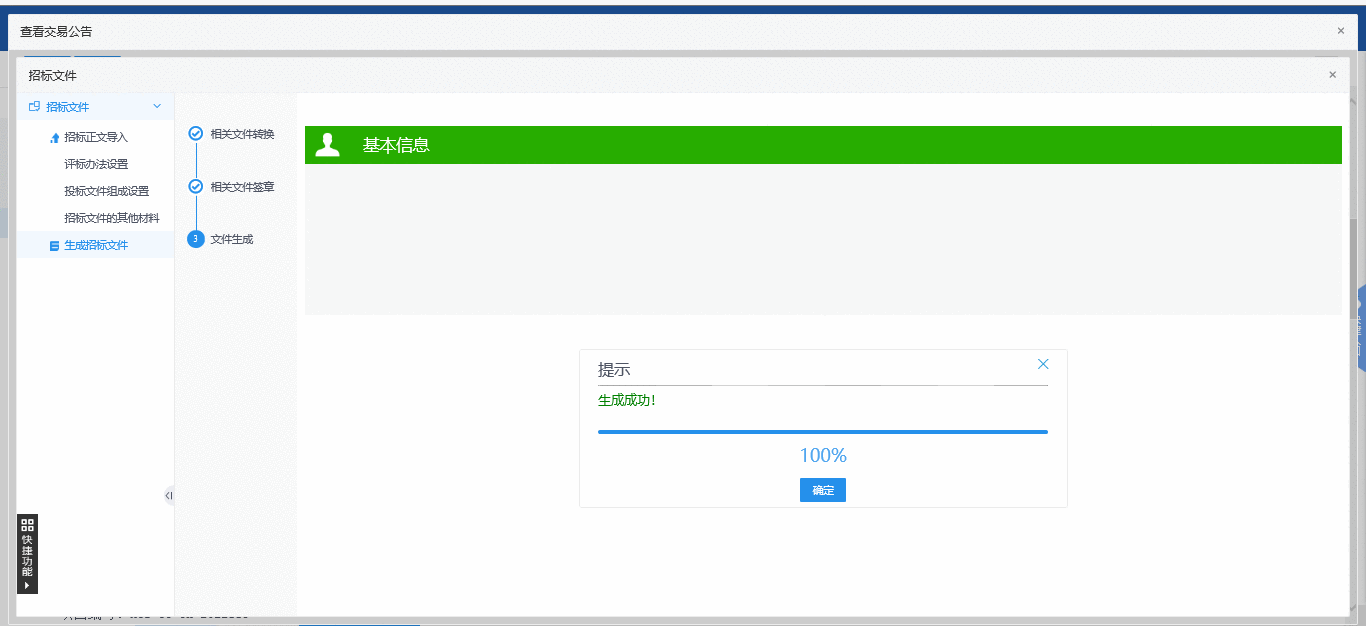 查看交易公告
招标文件
招标文件
招标正文导入
评标办法设置
投标文件组成设置
招标文件的其他材料
生成招标文件
相关文件转换
相关文件签章
3 文件生成
基本信息
提示
生成成功！
100%
确定
快捷功能